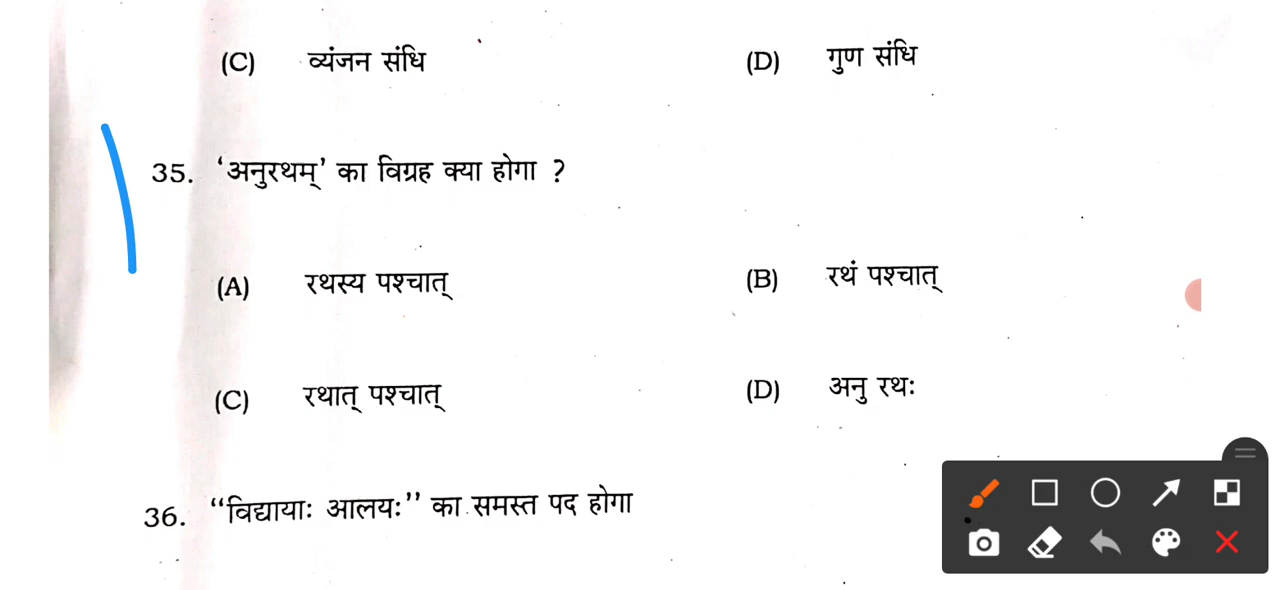 (C) व्यंजन संधि (D) गुण संधि
35. ‘अनुरथम्’ का विग्रह क्या होगा ?
(A) रथस्य पश्चात् (B) रथं पश्चात्
(C) रथात् पश्चात् (D) अनु रथः
36. “विद्यायाः आलयः” का समस्त पद होगा